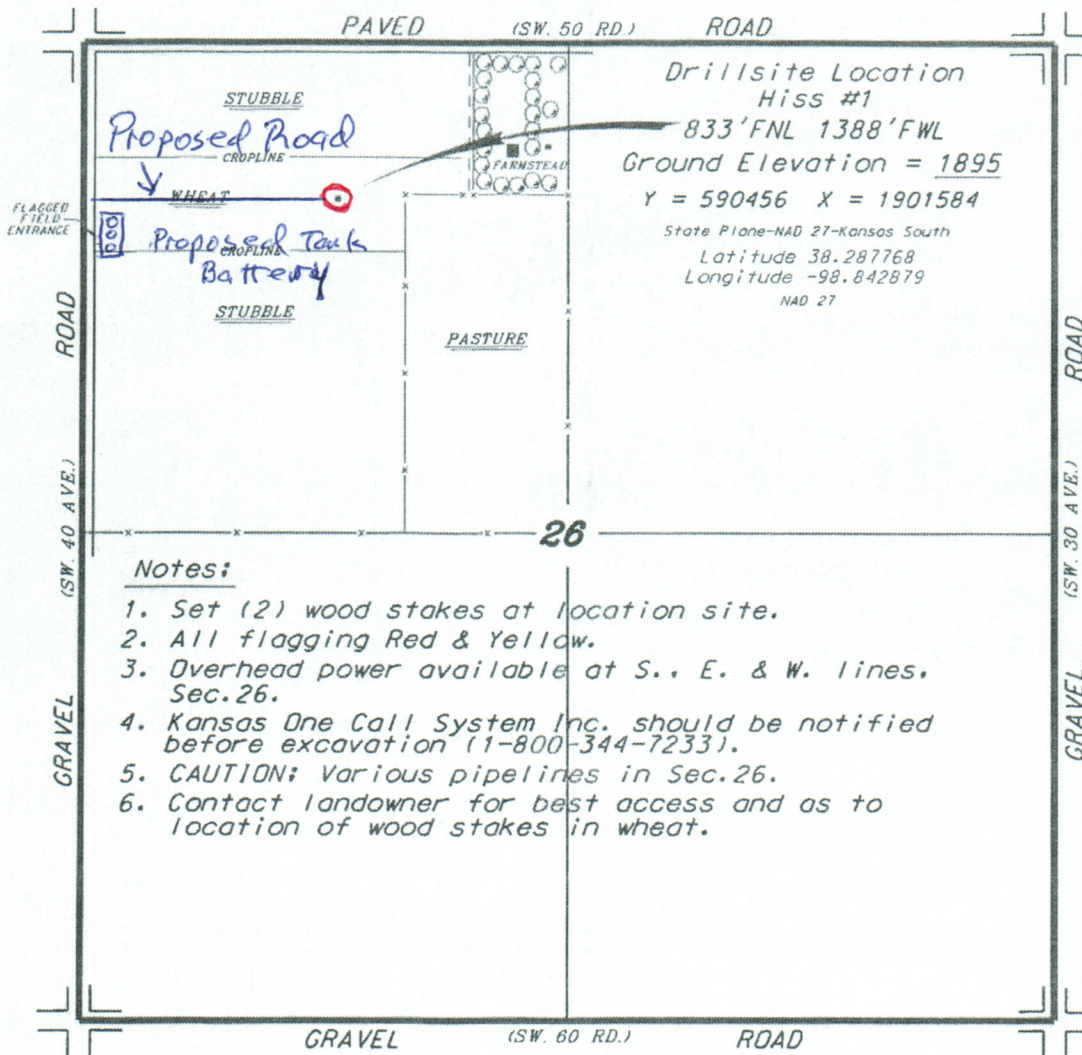 PAVED (SW. 50 RD.) ROAD
STUBBLE
Proposed Road
CROPLINE
WHEAT
FLAGGED
FIELD
ENTRANCE
Proposed Tank
CROPLINE
Battery
STUBBLE
FARMSTEAD
PASTURE
Drillsite Location
Hiss #1
833'FNL 1388'FWL
Ground Elevation = 1895
Y = 590456 X = 1901584
State Plane-NAD 27-Kansas South
Latitude 38.287768
Longitude -98.842879
NAD 27
ROAD
(SW. 40 AVE.)
GRAVEL
ROAD
(SW. 30 AVE.)
GRAVEL
26
Notes:
1. Set (2) wood stakes at location site.
2. All flagging Red & Yellow.
3. Overhead power available at S., E. & W. lines,
Sec.26.
4. Kansas One Call System Inc. should be notified
before excavation (1-800-344-7233).
5. CAUTION: Various pipelines in Sec.26.
6. Contact landowner for best access and as to
location of wood stakes in wheat.
GRAVEL (SW. 60 RD.) ROAD